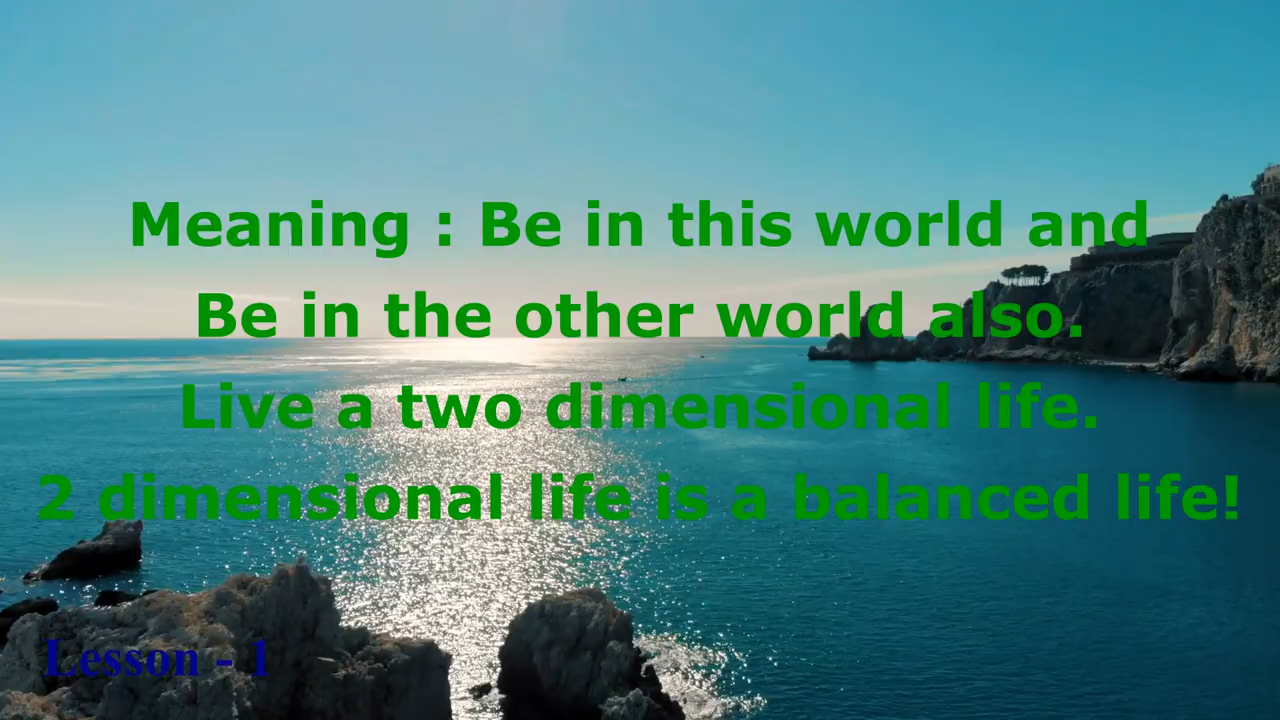 Meaning : Be in this world and
Be in the other world also.
Live a two dimensional life.
2 dimensional life is a balanced life!
Lesson - 1